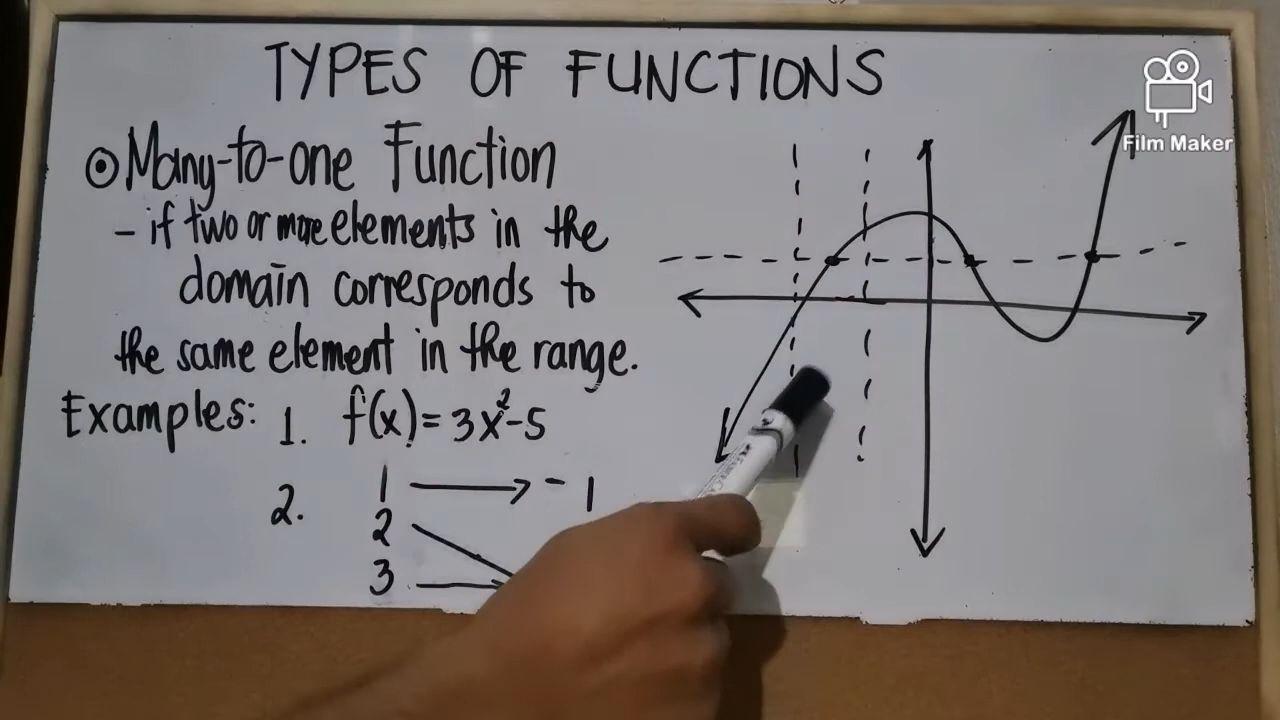 TYPES OF FUNCTIONS
⊙ Many-to-one Function
- if two or more elements in the
domain corresponds to
the same element in the range.
Examples: 1. f(x) = 3x²-5
2. 1 → -1
2
3
Film Maker